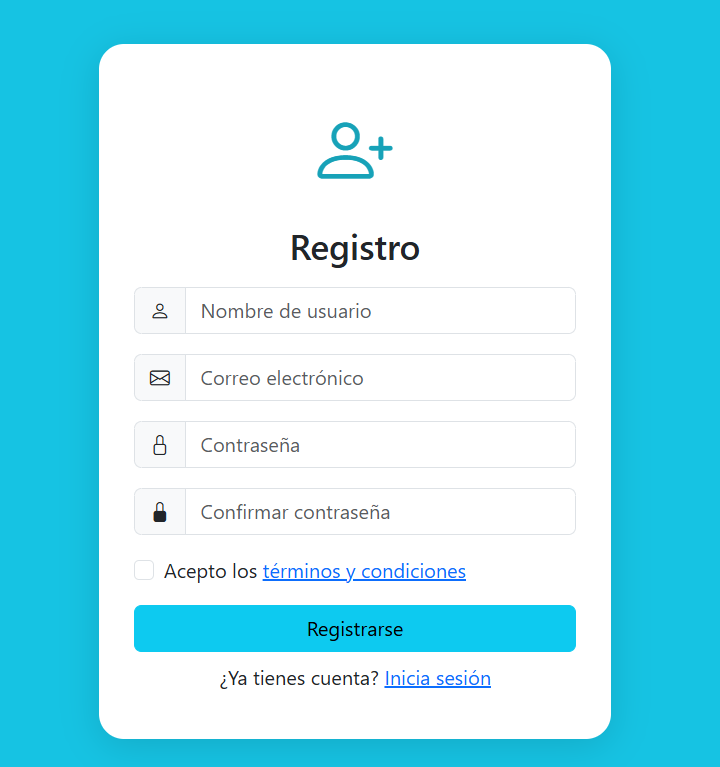 Registro
Nombre de usuario
Correo electrónico
Contraseña
Confirmar contraseña
Acepto los términos y condiciones
Registrarse
¿Ya tienes cuenta? Inicia sesión